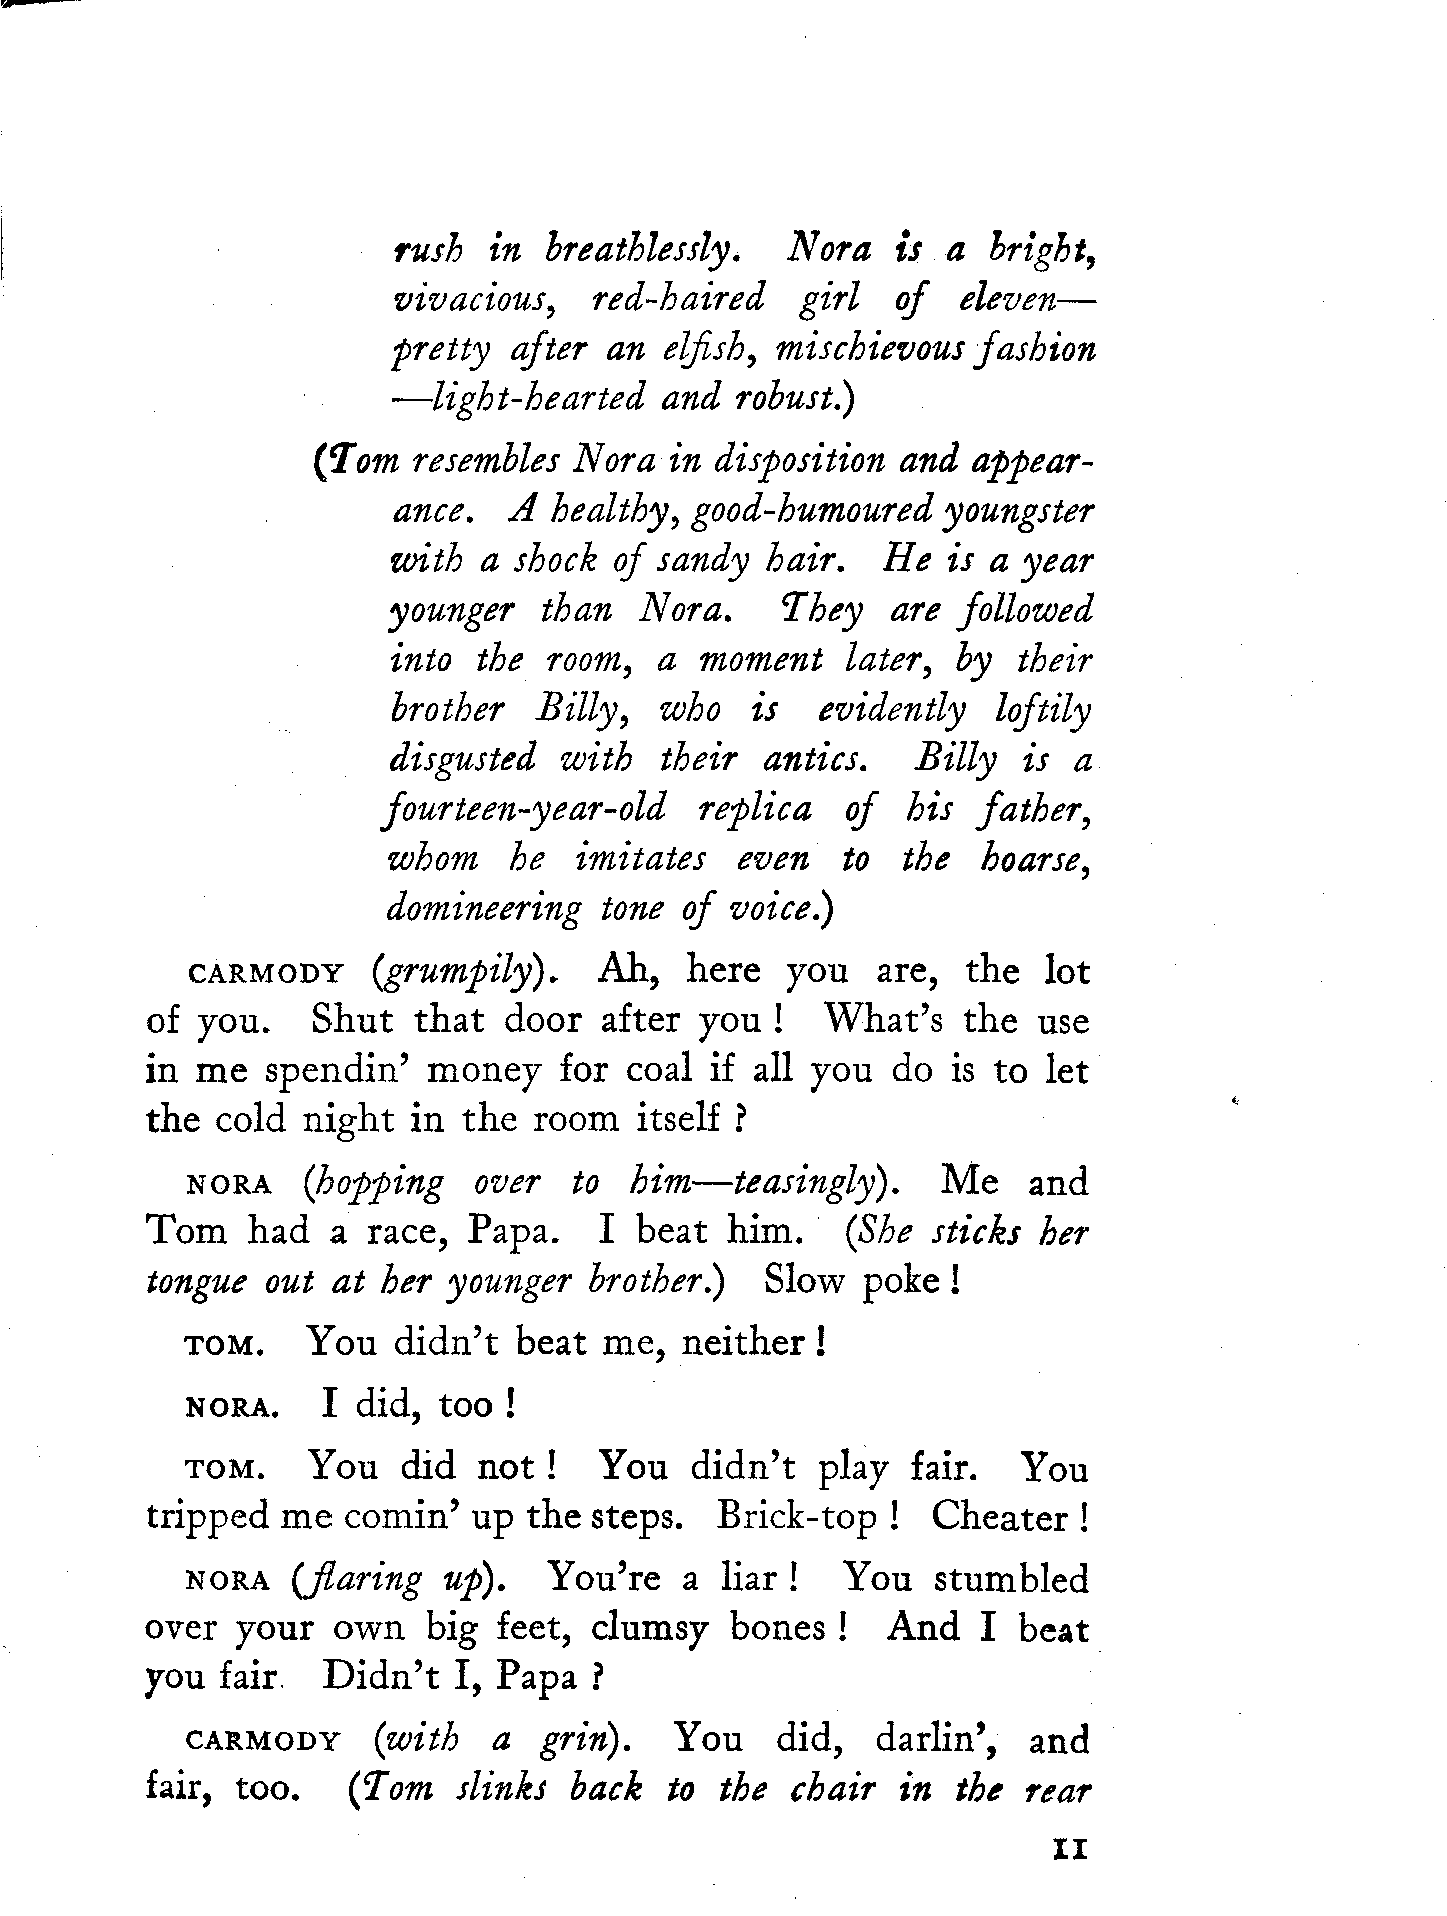 rush in breathlessly. Nora is a bright,
vivacious, red-haired girl of eleven—
pretty after an elfish, mischievous fashion
—light-hearted and robust.)
(Tom resembles Nora in disposition and appear-
ance. A healthy, good-humoured youngster
with a shock of sandy hair. He is a year
younger than Nora. They are followed
into the room, a moment later, by their
brother Billy, who is evidently loftily
disgusted with their antics. Billy is a
fourteen-year-old replica of his father,
whom he imitates even to the hoarse,
domineering tone of voice.)
CARMODY (grumpily). Ah, here you are, the lot
of you. Shut that door after you ! What's the use
in me spendin' money for coal if all you do is to let
the cold night in the room itself ?
NORA (hopping over to him—teasingly). Me and
Tom had a race, Papa. I beat him. (She sticks her
tongue out at her younger brother.) Slow poke !
TOM. You didn't beat me, neither !
NORA. I did, too !
TOM. You did not ! You didn't play fair. You
tripped me comin' up the steps. Brick-top ! Cheater !
NORA (flaring up). You're a liar ! You stumbled
over your own big feet, clumsy bones ! And I beat
you fair. Didn't I, Papa ?
CARMODY (with a grin). You did, darlin', and
fair, too. (Tom slinks back to the chair in the rear
11